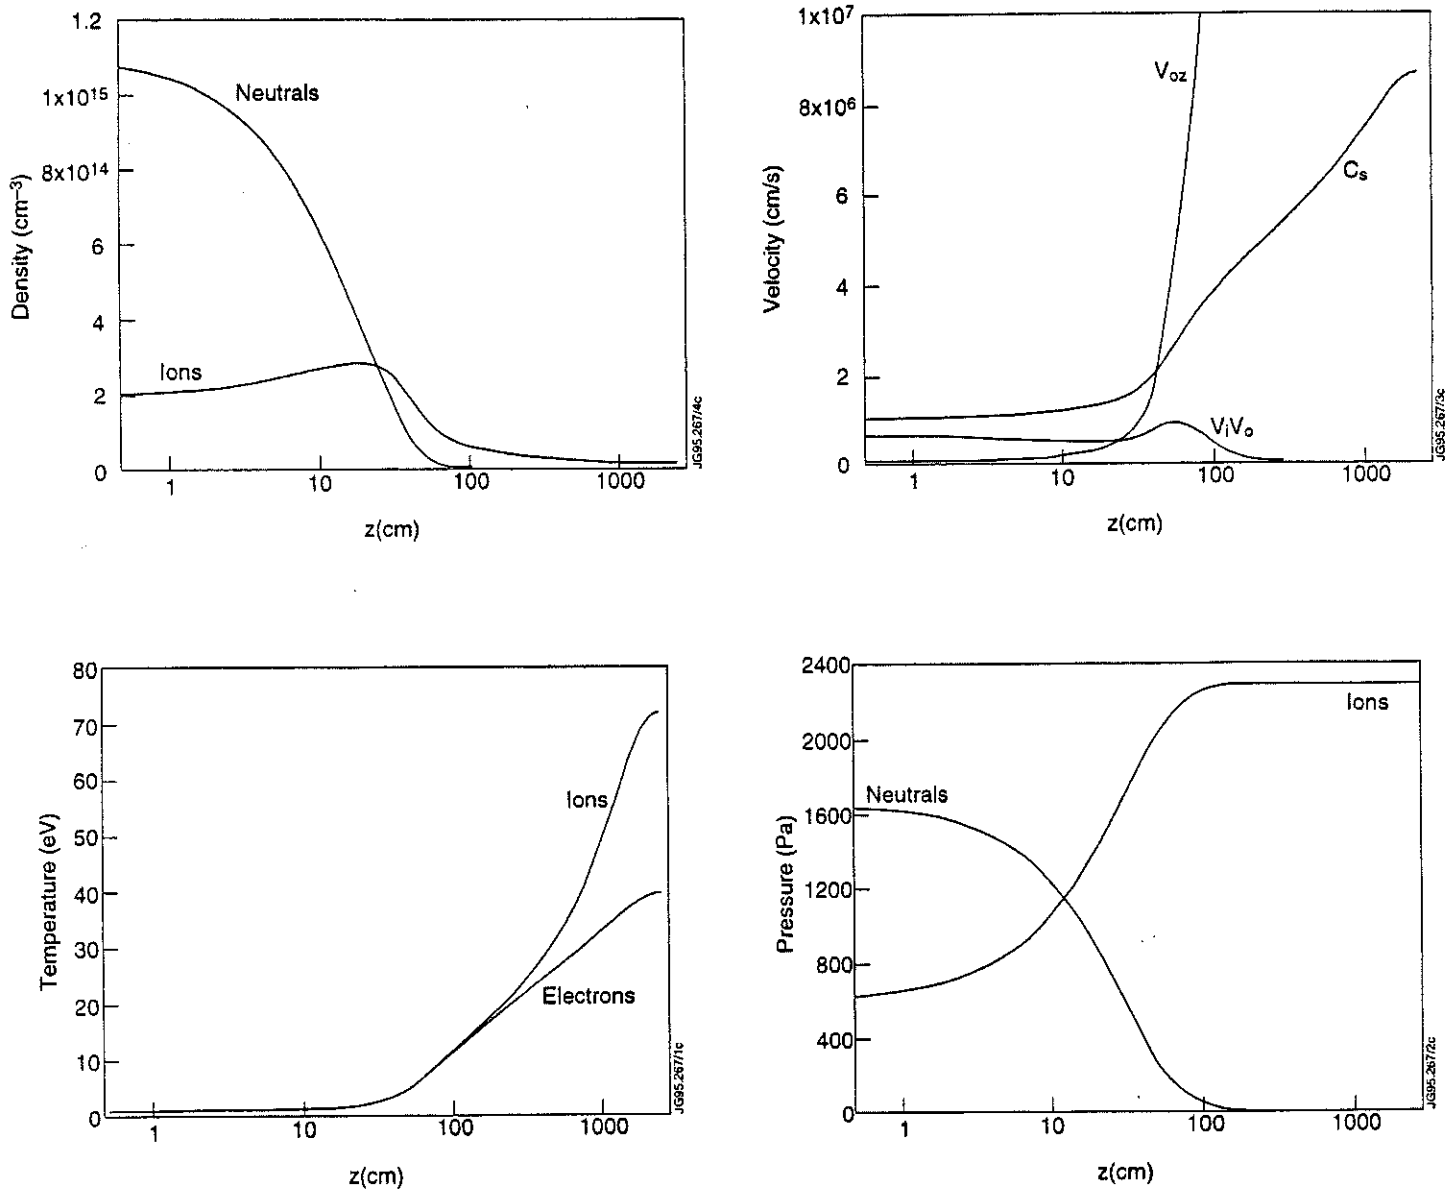 1.2
1x10¹⁵
8x10¹⁴
6
4
2
0
Density (cm⁻³)
Neutrals
Ions
1
10
100
1000
z(cm)
JG95.267/4c
1x10⁷
8x10⁶
6
4
2
0
Velocity (cm/s)
Voz
Cs
ViVo
1
10
100
1000
z(cm)
JG95.267/3c
80
70
60
50
40
30
20
10
0
Temperature (eV)
Ions
Electrons
1
10
100
1000
z(cm)
JG95.267/1c
2400
2000
1600
1200
800
400
0
Pressure (Pa)
Neutrals
Ions
1
10
100
1000
z(cm)
JG95.267/2c